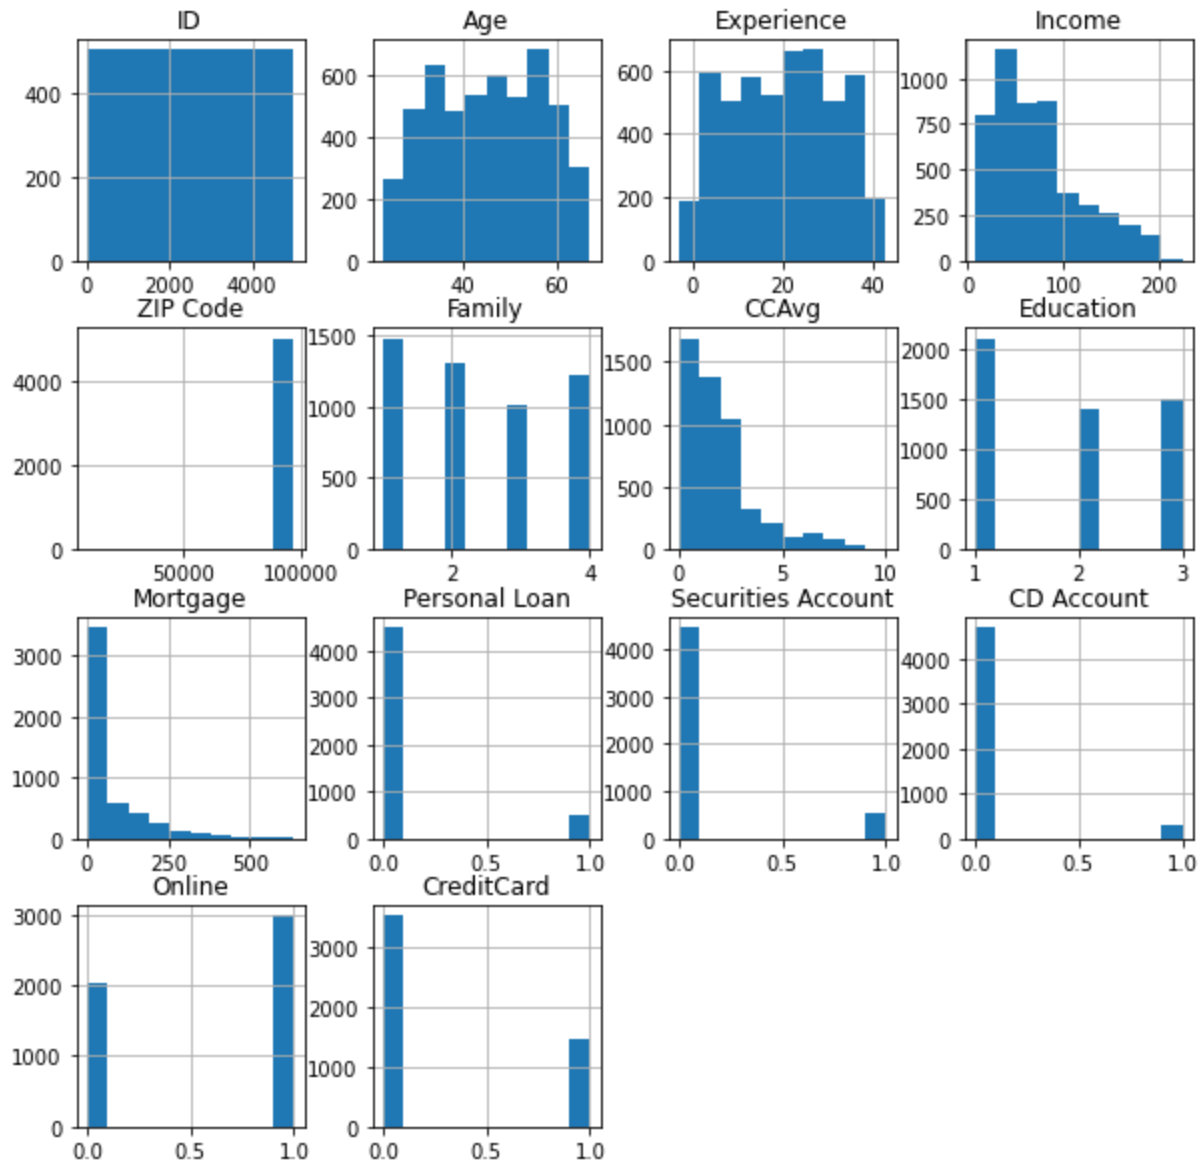 ID Age Experience Income
400 200 0
600 400 200 0
600 400 200 0
1000 750 500 250 0
0 2000 4000
40 60
0 20 40
0 100 200
ZIP Code Family CCAvg Education
4000 2000 0
1500 1000 500 0
1500 1000 500 0
2000 1500 1000 500 0
50000 100000
2 4
0 5 10
1 2 3
Mortgage Personal Loan Securities Account CD Account
3000 2000 1000 0
4000 3000 2000 1000 0
4000 3000 2000 1000 0
4000 3000 2000 1000 0
0 250 500
0.0 0.5 1.0
0.0 0.5 1.0
0.0 0.5 1.0
Online CreditCard
3000 2000 1000 0
3000 2000 1000 0
0.0 0.5 1.0
0.0 0.5 1.0